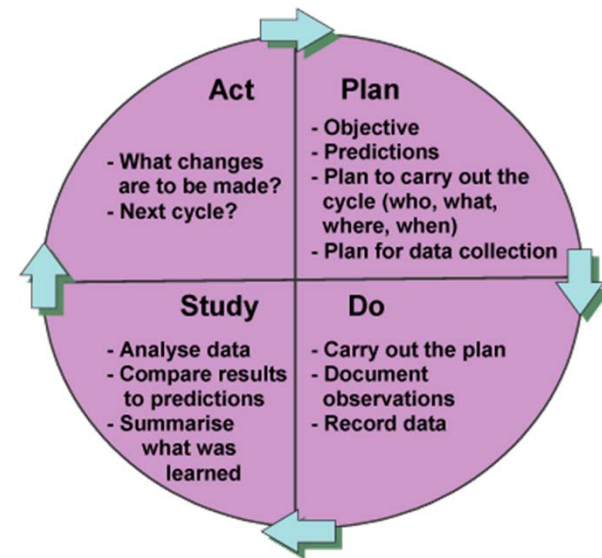 Act
- What changes
are to be made?
- Next cycle?
Plan
- Objective
- Predictions
- Plan to carry out the
cycle (who, what,
where, when)
- Plan for data collection
Study
- Analyse data
- Compare results
to predictions
- Summarise
what was
learned
Do
- Carry out the plan
- Document
observations
- Record data